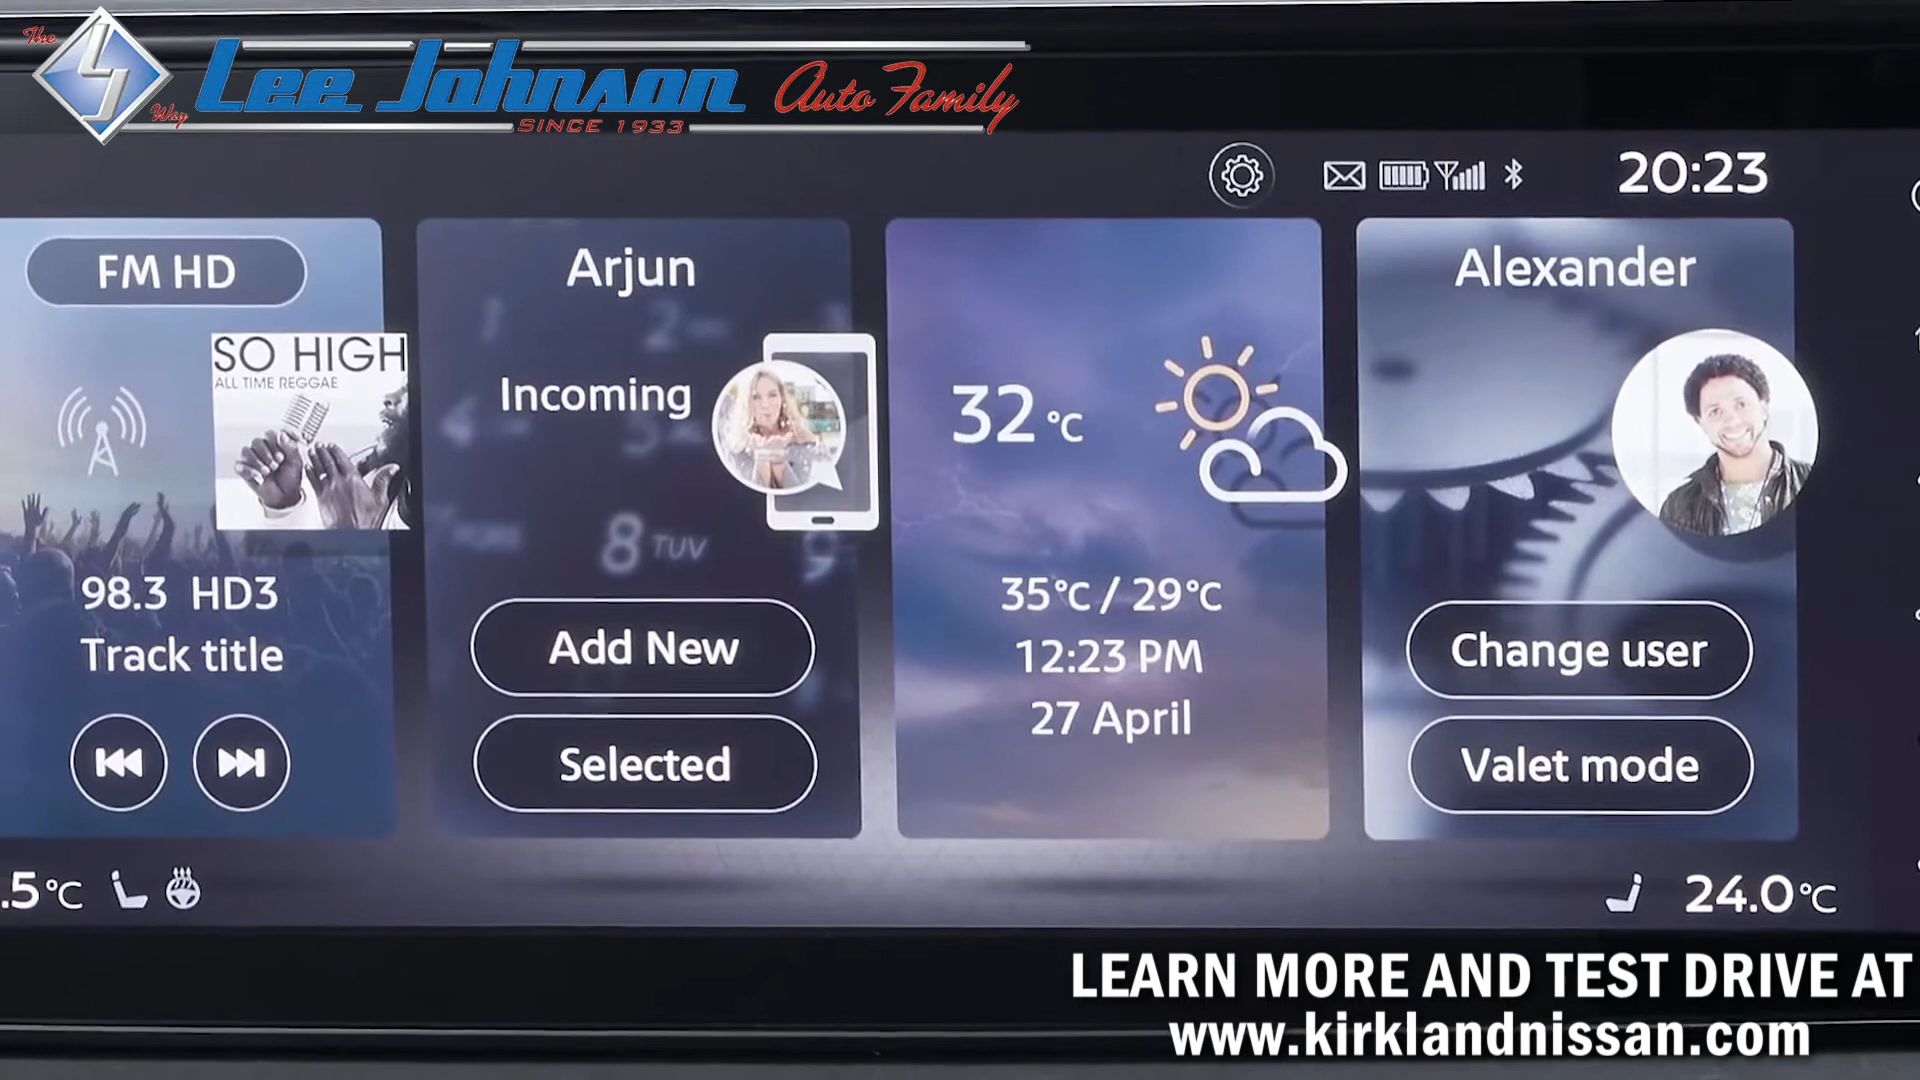 The
LJ
Way
Lee Johnson Auto Family
SINCE 1933
20:23
FM HD
SO HIGH
ALL TIME REGGAE
98.3 HD3
Track title
Arjun
Incoming
8 TUV
Add New
Selected
32°C
35°C / 29°C
12:23 PM
27 April
Alexander
Change user
Valet mode
.5°C
24.0°C
LEARN MORE AND TEST DRIVE AT
www.kirklandnissan.com